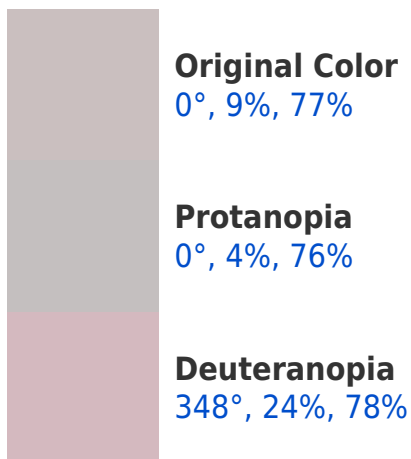 Original Color
0°, 9%, 77%
Protanopia
0°, 4%, 76%
Deuteranopia
348°, 24%, 78%